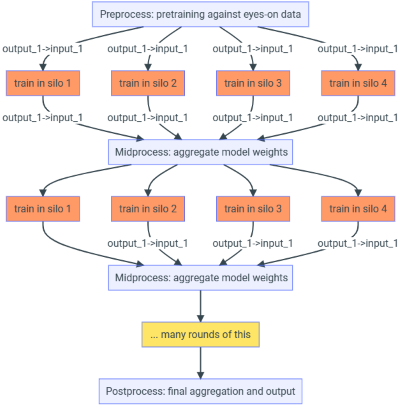 Preprocess: pretraining against eyes-on data
output_1->input_1 output_1->input_1 output_1->input_1 output_1->input_1
train in silo 1 train in silo 2 train in silo 3 train in silo 4
output_1->input_1 output_1->input_1 output_1->input_1 output_1->input_1
Midprocess: aggregate model weights
train in silo 1 train in silo 2 train in silo 3 train in silo 4
output_1->input_1 output_1->input_1 output_1->input_1
Midprocess: aggregate model weights
... many rounds of this
Postprocess: final aggregation and output